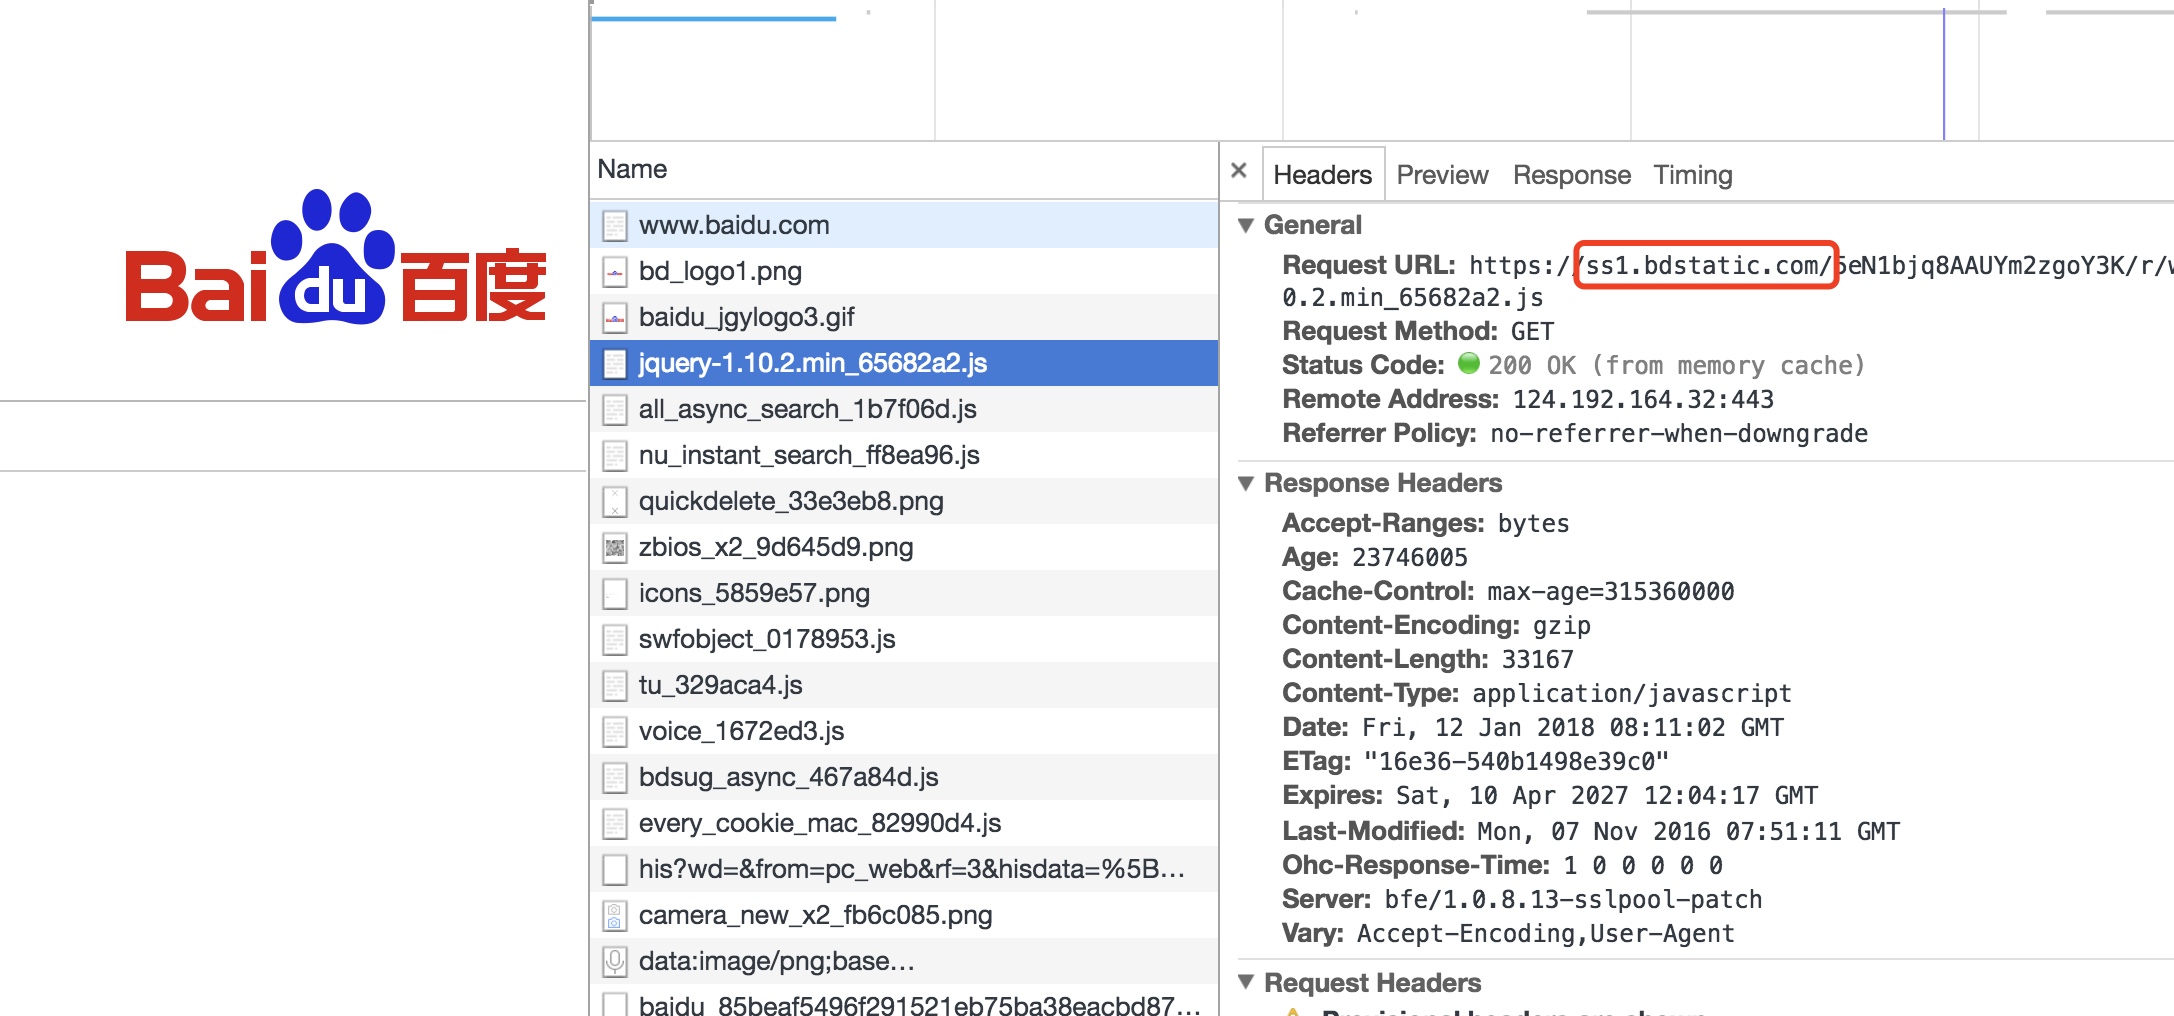 Bai du 百度
Name
www.baidu.com
bd_logo1.png
baidu_jgylogo3.gif
jquery-1.10.2.min_65682a2.js
all_async_search_1b7f06d.js
nu_instant_search_ff8ea96.js
quickdelete_33e3eb8.png
zbios_x2_9d645d9.png
icons_5859e57.png
swfobject_0178953.js
tu_329aca4.js
voice_1672ed3.js
bdsug_async_467a84d.js
every_cookie_mac_82990d4.js
his?wd=&from=pc_web&rf=3&hisdata=%5B…
camera_new_x2_fb6c085.png
data:image/png;base…
baidu_85beaf5496f291521eb75ba38eacbd87…
× Headers Preview Response Timing
▼ General
Request URL: https://ss1.bdstatic.com/5eN1bjq8AAUYm2zgoY3K/r/
0.2.min_65682a2.js
Request Method: GET
Status Code: 200 OK (from memory cache)
Remote Address: 124.192.164.32:443
Referrer Policy: no-referrer-when-downgrade
▼ Response Headers
Accept-Ranges: bytes
Age: 23746005
Cache-Control: max-age=315360000
Content-Encoding: gzip
Content-Length: 33167
Content-Type: application/javascript
Date: Fri, 12 Jan 2018 08:11:02 GMT
ETag: "16e36-540b1498e39c0"
Expires: Sat, 10 Apr 2027 12:04:17 GMT
Last-Modified: Mon, 07 Nov 2016 07:51:11 GMT
Ohc-Response-Time: 1 0 0 0 0 0
Server: bfe/1.0.8.13-sslpool-patch
Vary: Accept-Encoding,User-Agent
▼ Request Headers
Provisional headers are shown